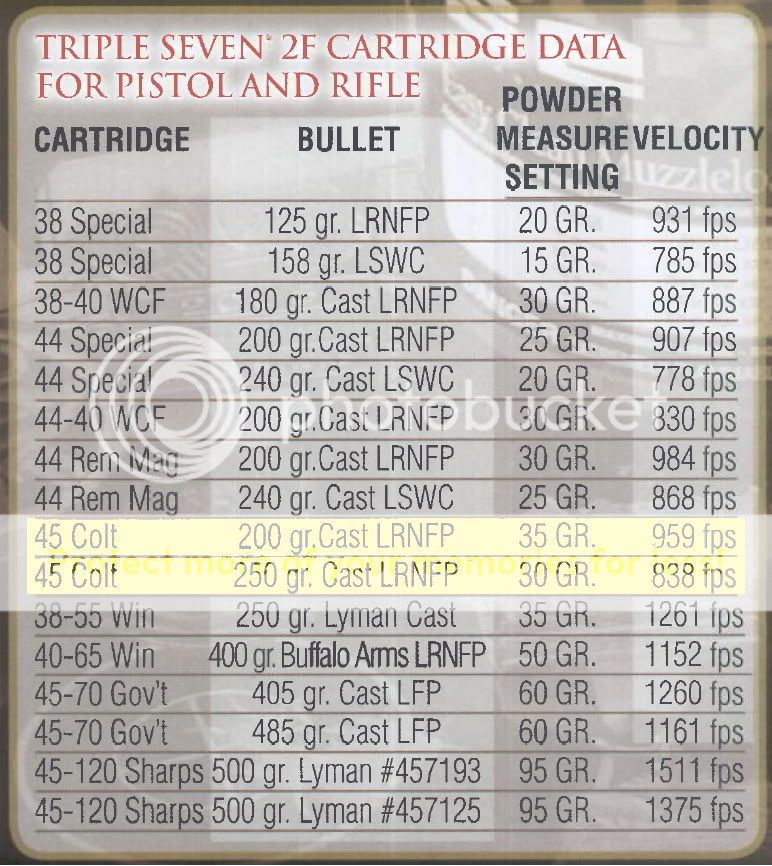 TRIPLE SEVEN® 2F CARTRIDGE DATA
FOR PISTOL AND RIFLE
CARTRIDGE BULLET POWDER MEASURE SETTING VELOCITY
38 Special 125 gr. LRNFP 20 GR. 931 fps
38 Special 158 gr. LSWC 15 GR. 785 fps
38-40 WCF 180 gr. Cast LRNFP 30 GR. 887 fps
44 Special 200 gr.Cast LRNFP 25 GR. 907 fps
44 Special 240 gr. Cast LSWC 20 GR. 778 fps
44-40 WCF 200 gr.Cast LRNFP 30 GR. 830 fps
44 Rem Mag 200 gr.Cast LRNFP 30 GR. 984 fps
44 Rem Mag 240 gr. Cast LSWC 25 GR. 868 fps
45 Colt 200 gr.Cast LRNFP 35 GR. 959 fps
45 Colt 250 gr. Cast LRNFP 30 GR. 838 fps
38-55 Win 250 gr. Lyman Cast 35 GR. 1261 fps
40-65 Win 400 gr. Buffalo Arms LRNFP 50 GR. 1152 fps
45-70 Gov't 405 gr. Cast LFP 60 GR. 1260 fps
45-70 Gov't 485 gr. Cast LFP 60 GR. 1161 fps
45-120 Sharps 500 gr. Lyman #457193 95 GR. 1511 fps
45-120 Sharps 500 gr. Lyman #457125 95 GR. 1375 fps
photobucket
Protect more of your memories for less!